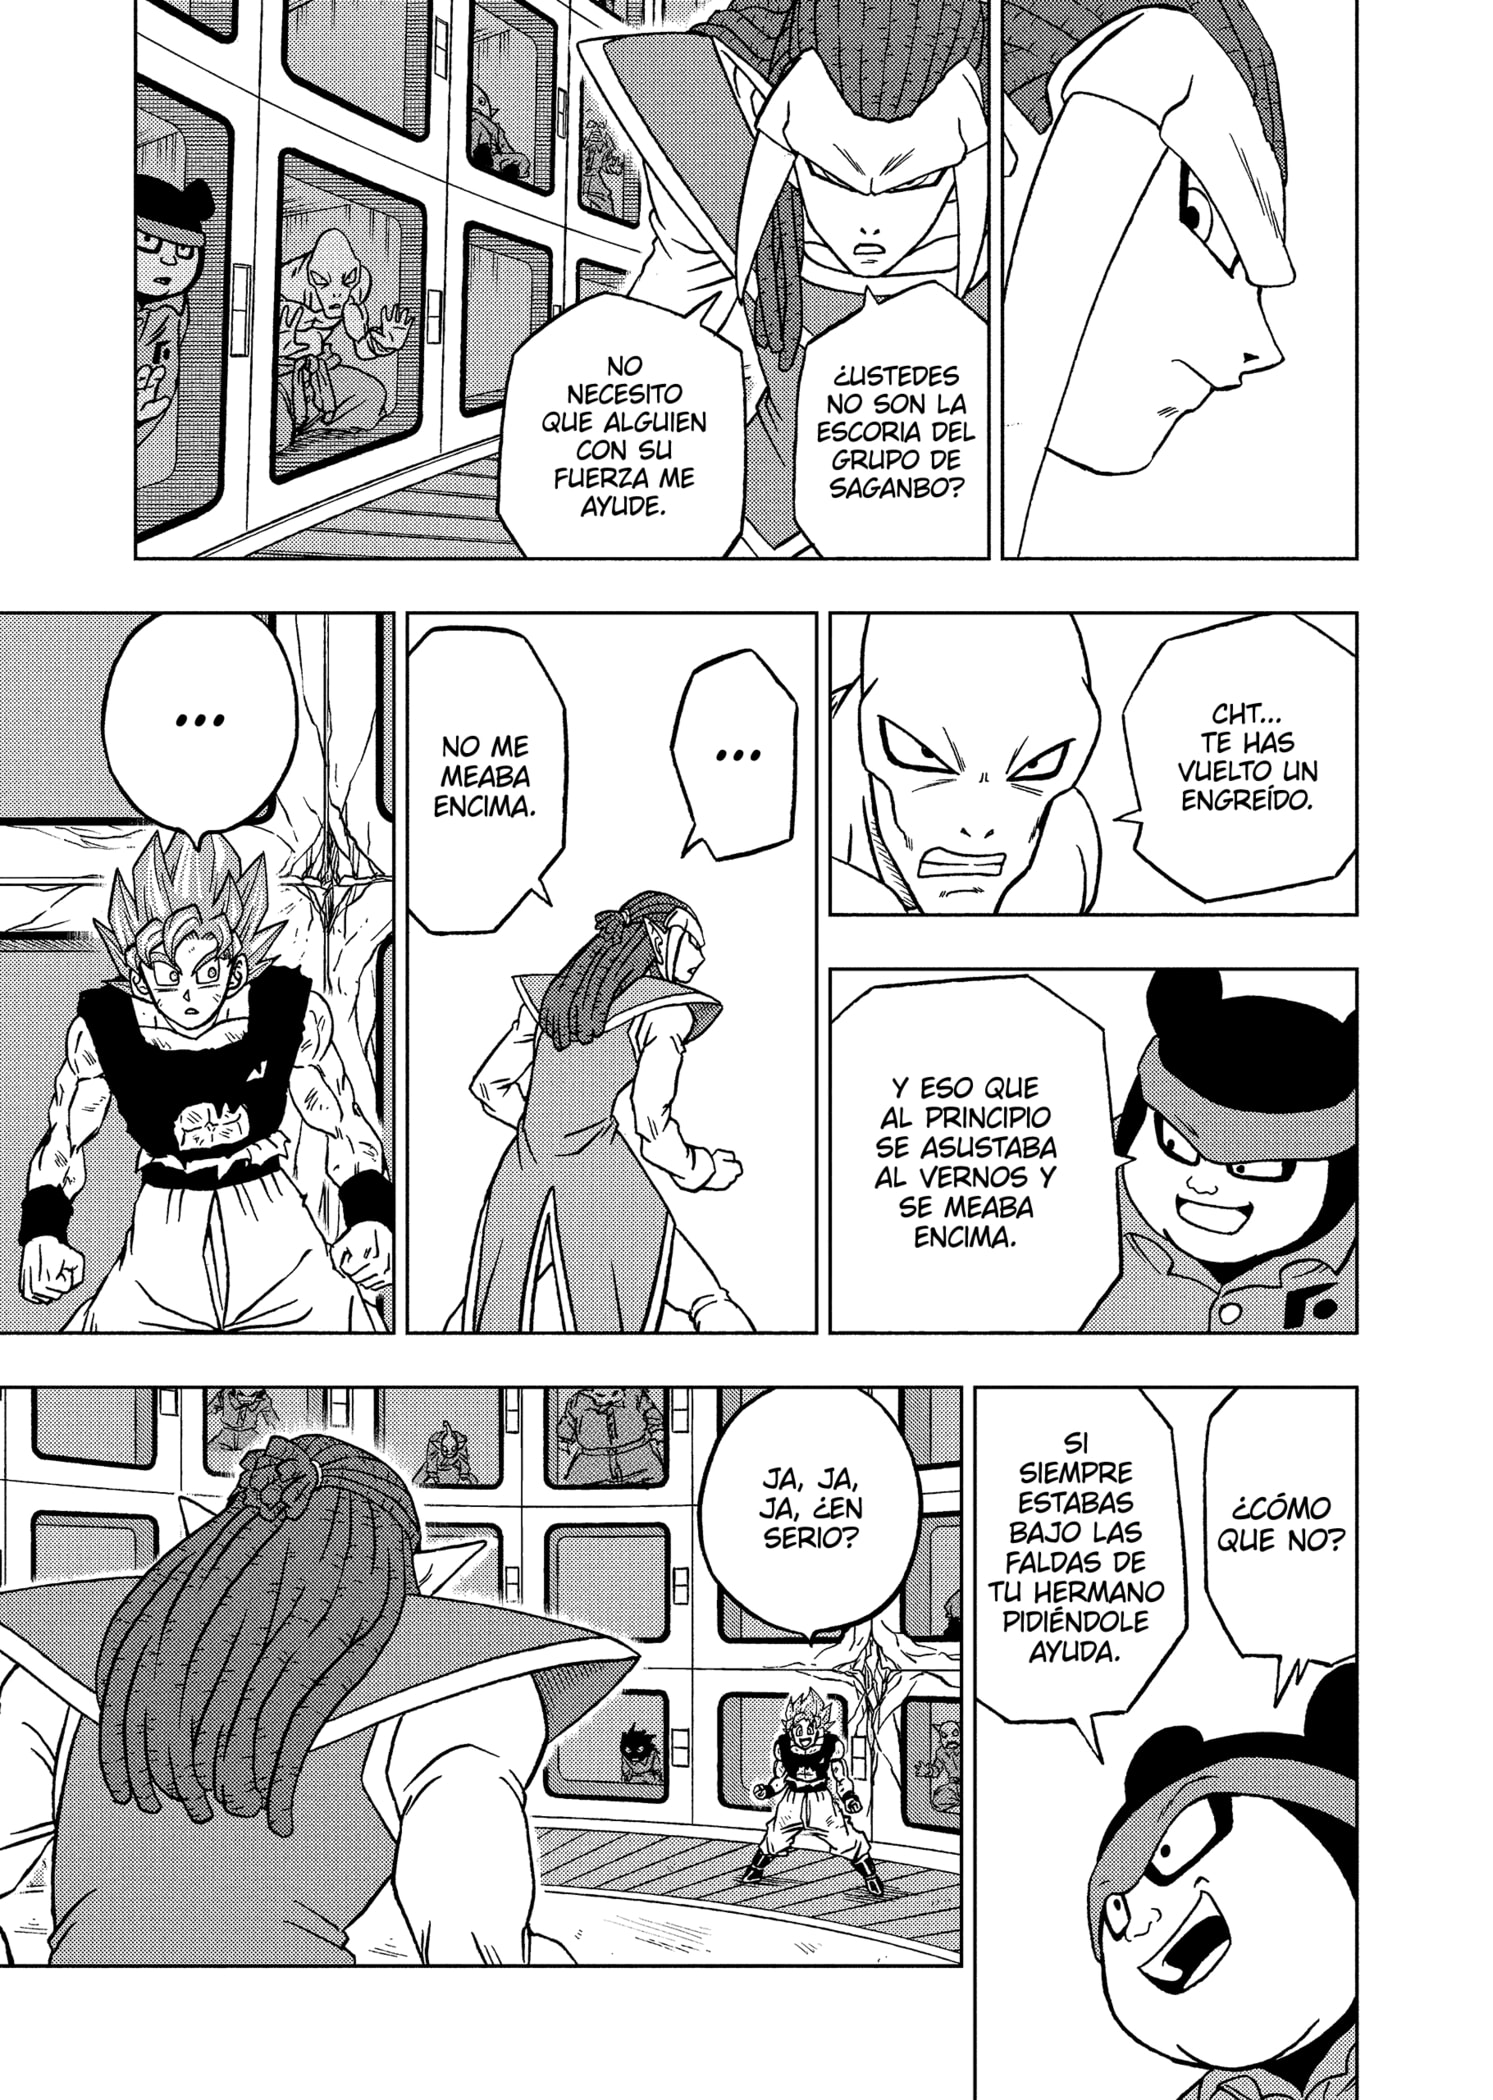 ¿USTEDES
NO SON LA
ESCORIA DEL
GRUPO DE
SAGANBO?
NO
NECESITO
QUE ALGUIEN
CON SU
FUERZA ME
AYUDE.
CHT...
TE HAS
VUELTO UN
ENGREÍDO.
Y ESO QUE
AL PRINCIPIO
SE ASUSTABA
AL VERNOS Y
SE MEABA
ENCIMA.
...
NO ME
MEABA
ENCIMA.
...
¿CÓMO
QUE NO?
SI
SIEMPRE
ESTABAS
BAJO LAS
FALDAS DE
TU HERMANO
PIDIÉNDOLE
AYUDA.
JA, JA,
JA, ¿EN
SERIO?